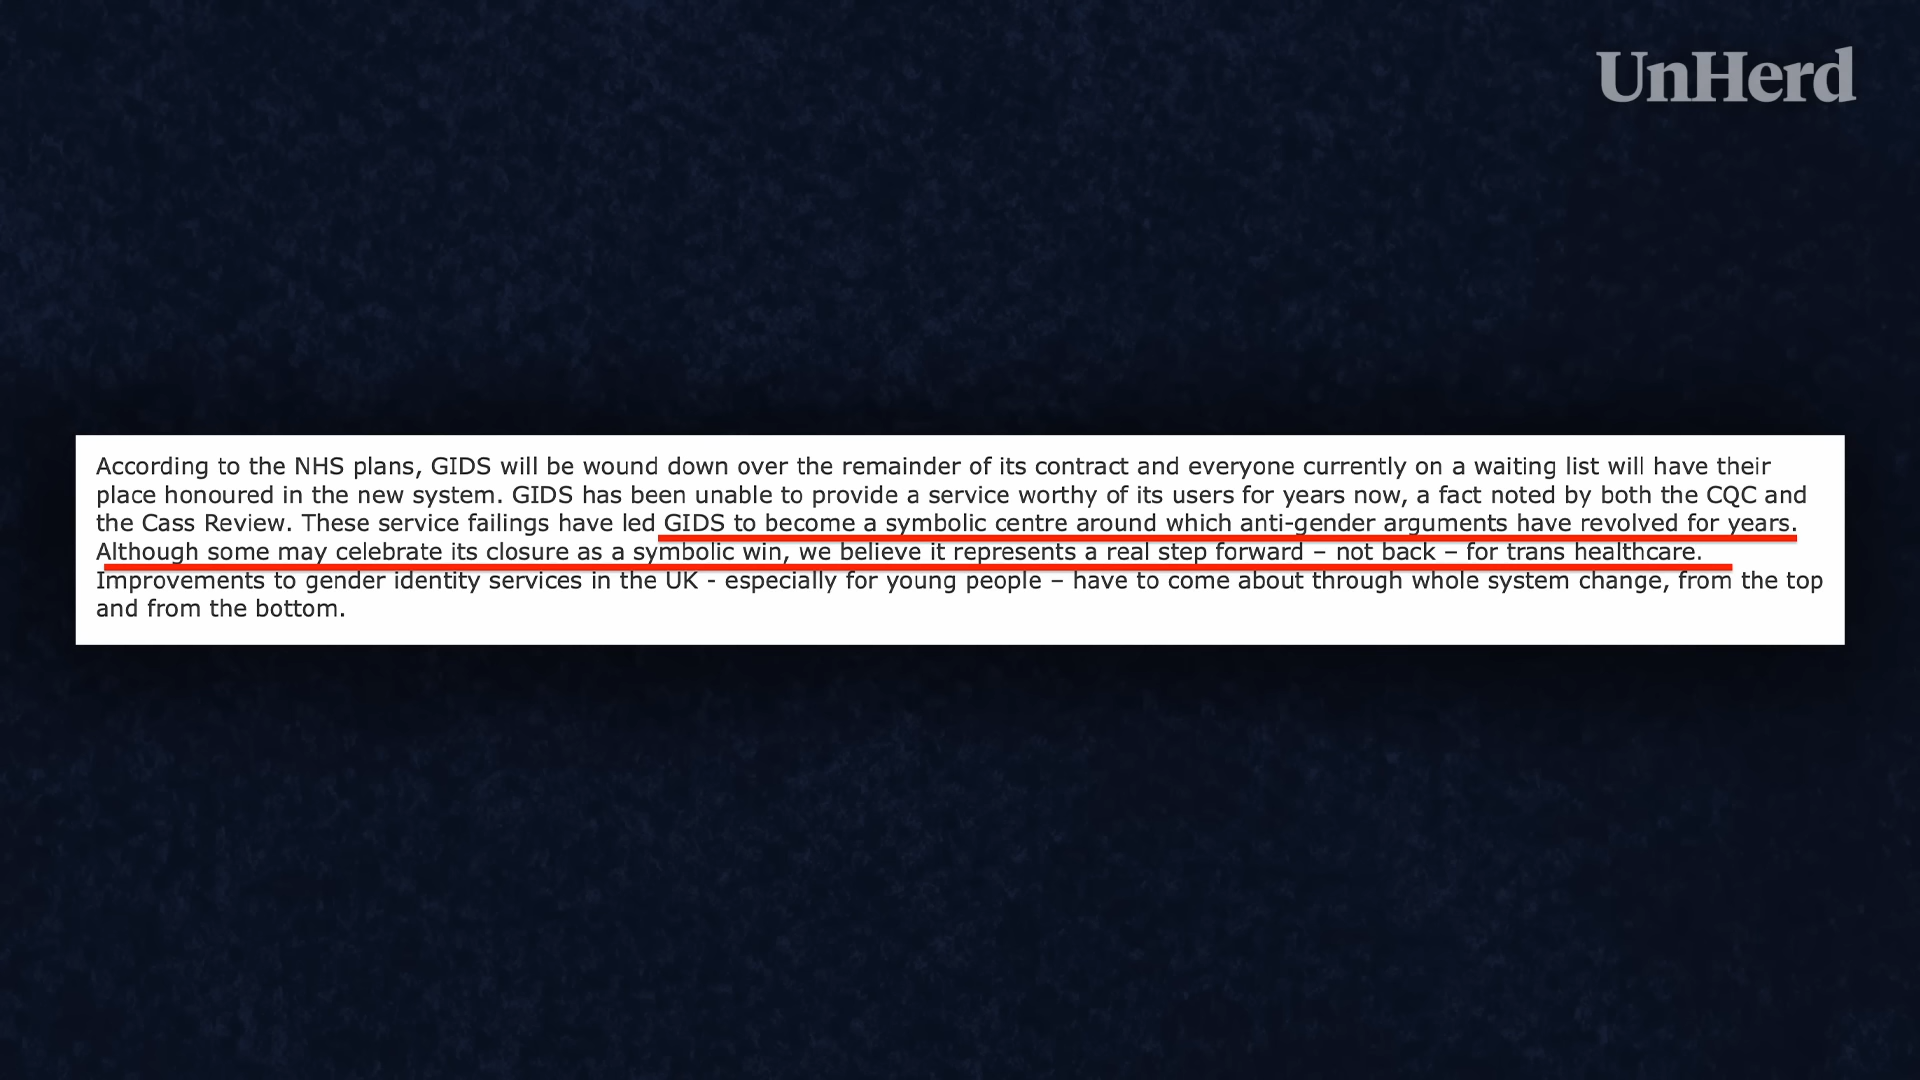 UnHerd
According to the NHS plans, GIDS will be wound down over the remainder of its contract and everyone currently on a waiting list will have their
place honoured in the new system. GIDS has been unable to provide a service worthy of its users for years now, a fact noted by both the CQC and
the Cass Review. These service failings have led GIDS to become a symbolic centre around which anti-gender arguments have revolved for years.
Although some may celebrate its closure as a symbolic win, we believe it represents a real step forward – not back – for trans healthcare.
Improvements to gender identity services in the UK - especially for young people – have to come about through whole system change, from the top
and from the bottom.